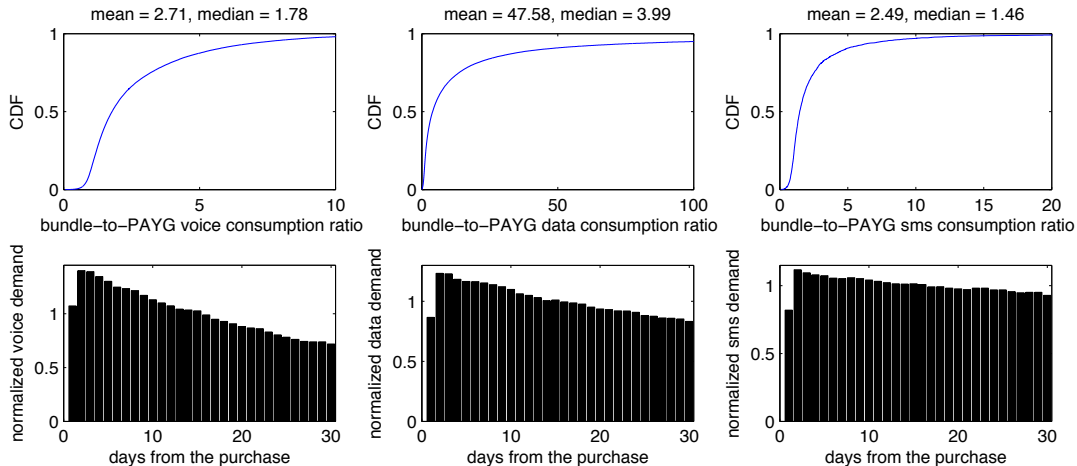 mean = 2.71, median = 1.78
1
0.5
0
CDF
0 5 10
bundle−to−PAYG voice consumption ratio
mean = 47.58, median = 3.99
1
0.5
0
CDF
0 50 100
bundle−to−PAYG data consumption ratio
mean = 2.49, median = 1.46
1
0.5
0
CDF
0 5 10 15 20
bundle−to−PAYG sms consumption ratio
1
0.5
0
normalized voice demand
0 10 20 30
days from the purchase
1
0.5
0
normalized data demand
0 10 20 30
days from the purchase
1
0.5
0
normalized sms demand
0 10 20 30
days from the purchase